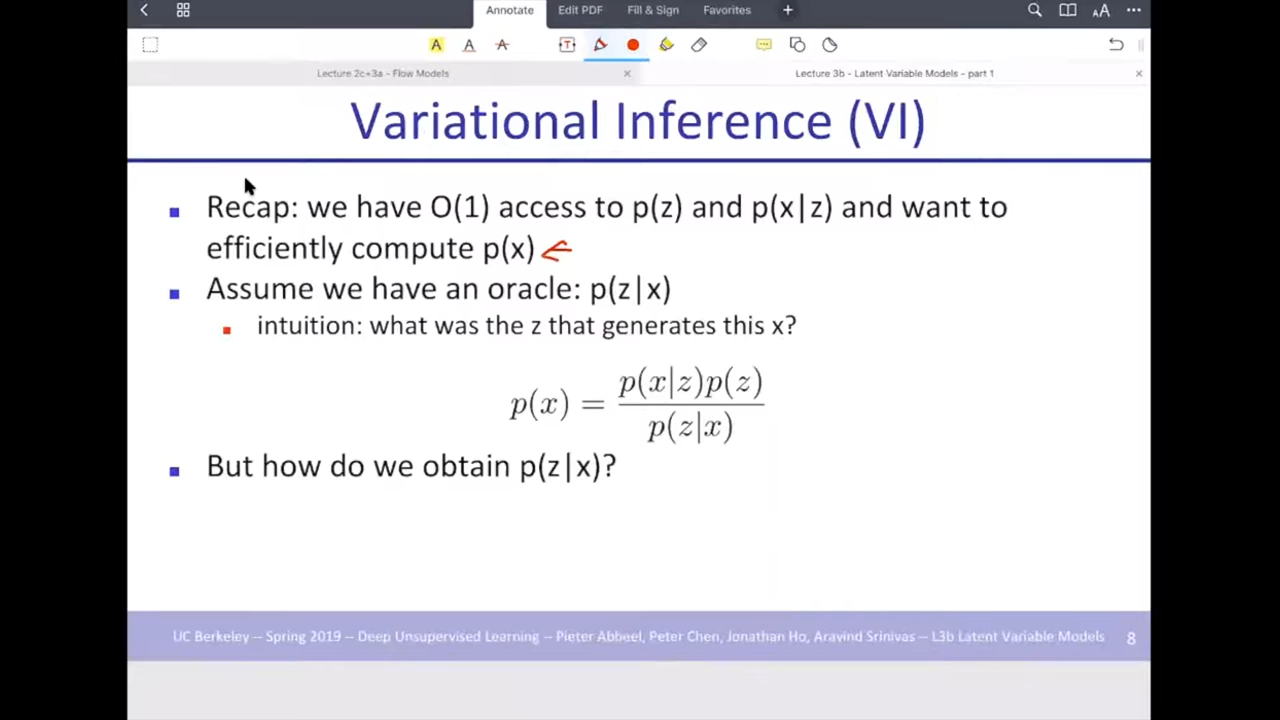 Annotate Edit PDF Fill & Sign Favorites +
AA
A A A T
Lecture 2c+3a - Flow Models × Lecture 3b - Latent Variable Models - part 1 ×
Variational Inference (VI)
Recap: we have O(1) access to p(z) and p(x|z) and want to
efficiently compute p(x)
Assume we have an oracle: p(z|x)
intuition: what was the z that generates this x?
p(x) = p(x|z)p(z)
p(z|x)
But how do we obtain p(z|x)?
UC Berkeley -- Spring 2019 -- Deep Unsupervised Learning -- Pieter Abbeel, Peter Chen, Jonathan Ho, Aravind Srinivas -- L3b Latent Variable Models 8